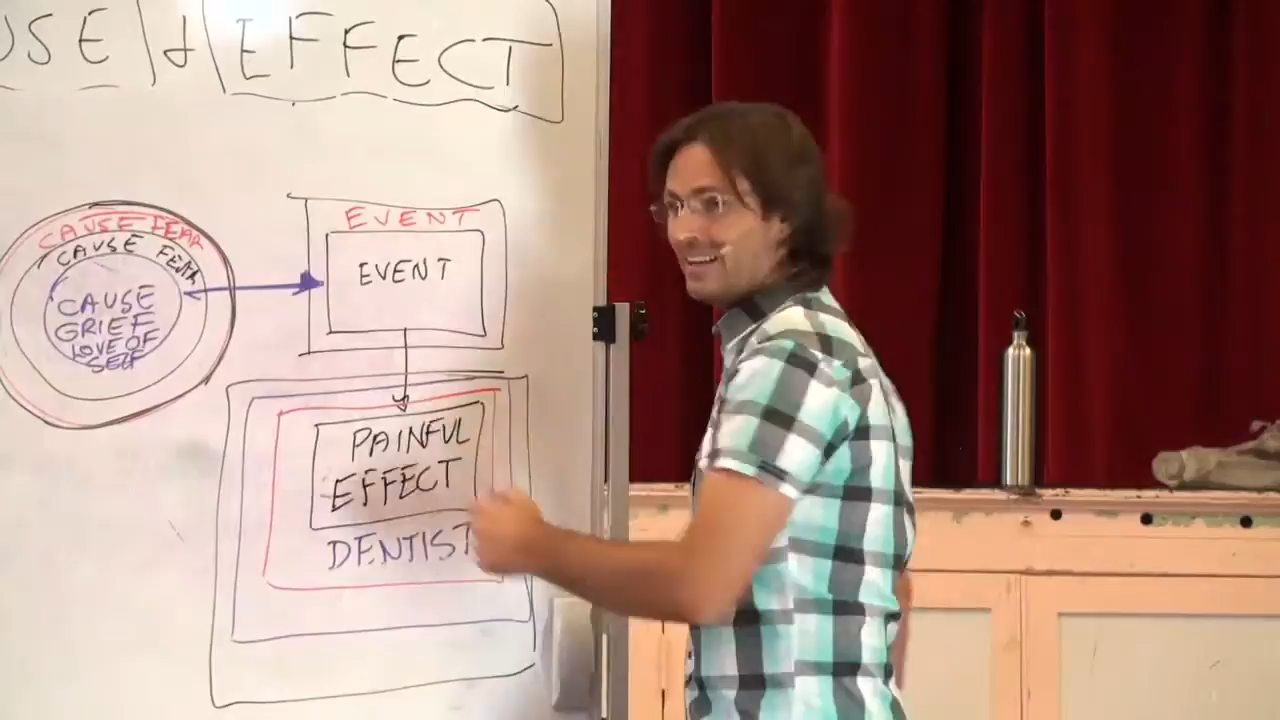 USE & EFFECT
CAUSE FEAR
CAUSE FEAR
CAUSE
GRIEF
LOVE OF
SELF
EVENT
EVENT
PAINFUL
EFFECT
DENTIST